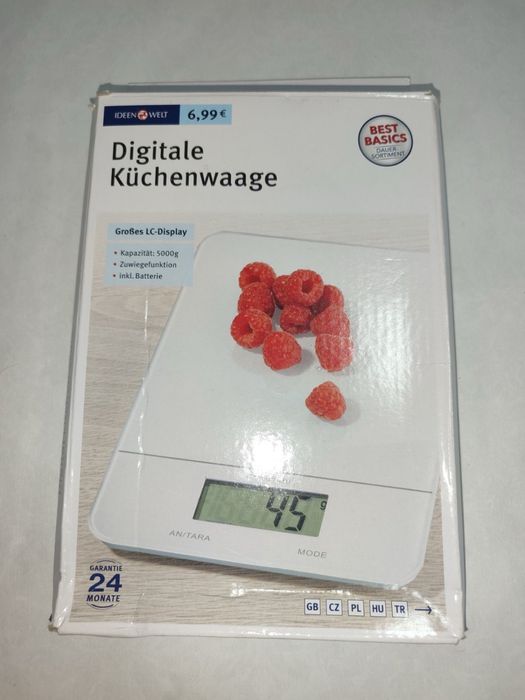 IDEEN WELT 6,99 €
BEST
BASICS
DAUER
SORTIMENT
Digitale
Küchenwaage
Großes LC-Display
• Kapazität: 5000g
• Zuwiegefunktion
• inkl. Batterie
45 g
AN/TARA
MODE
GARANTIE
24
MONATE
GB CZ PL HU TR →